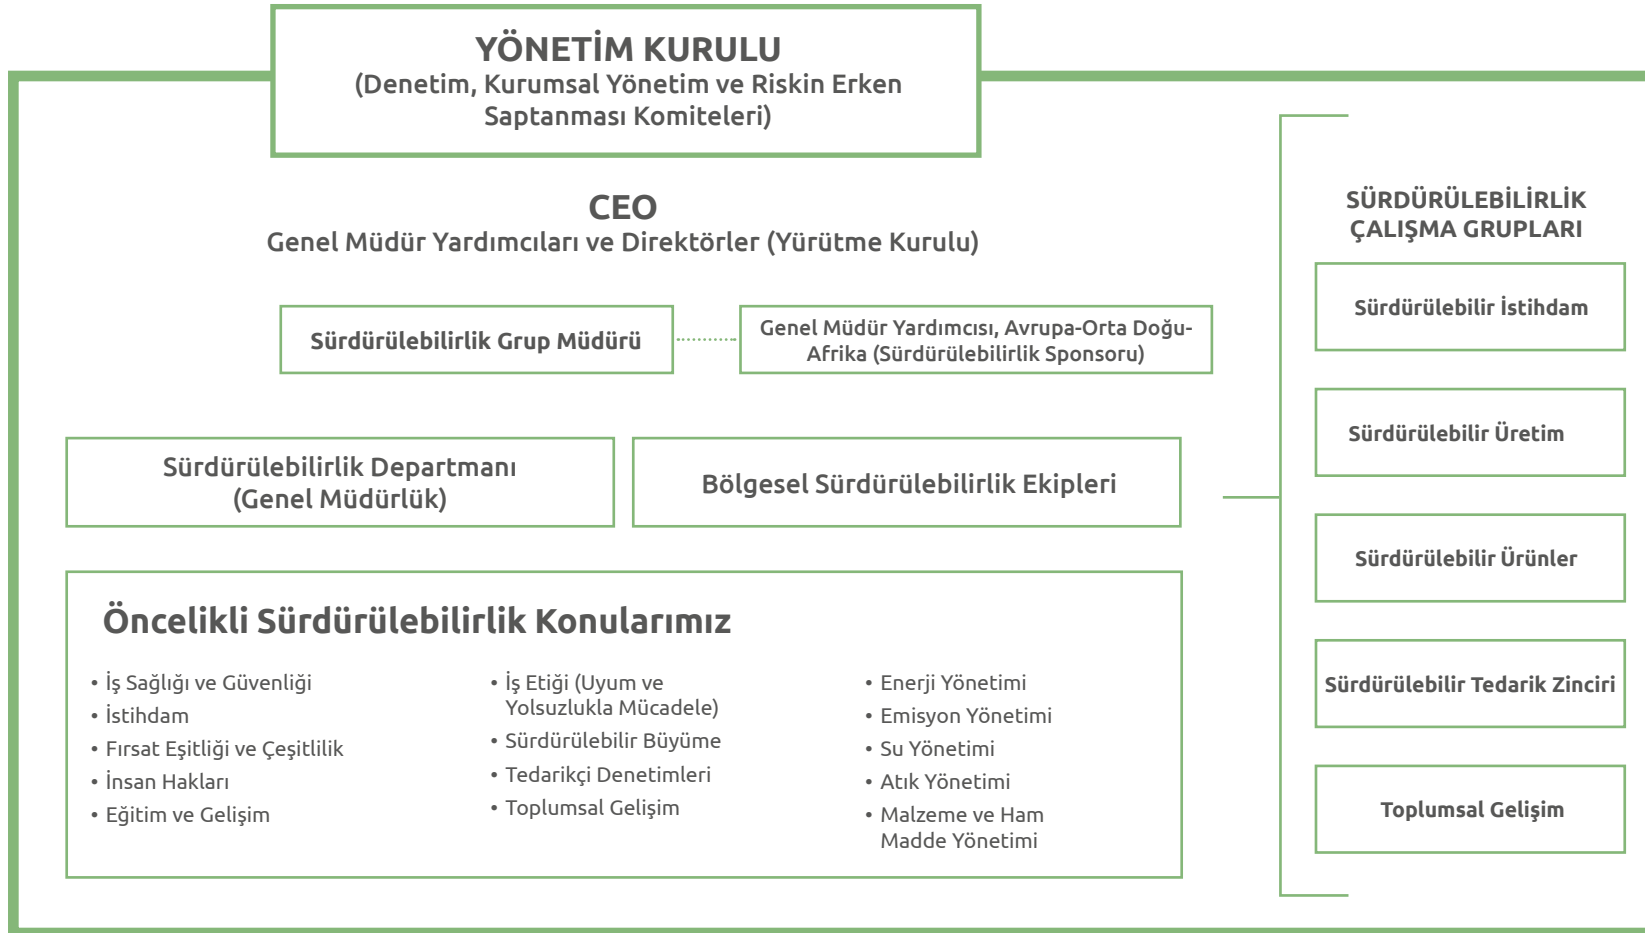 YÖNETİM KURULU
(Denetim, Kurumsal Yönetim ve Riskin Erken
Saptanması Komiteleri)
CEO
Genel Müdür Yardımcıları ve Direktörler (Yürütme Kurulu)
Sürdürülebilirlik Grup Müdürü
Genel Müdür Yardımcısı, Avrupa-Orta Doğu-
Afrika (Sürdürülebilirlik Sponsoru)
Sürdürülebilirlik Departmanı
(Genel Müdürlük)
Bölgesel Sürdürülebilirlik Ekipleri
Öncelikli Sürdürülebilirlik Konularımız
• İş Sağlığı ve Güvenliği
• İstihdam
• Fırsat Eşitliği ve Çeşitlilik
• İnsan Hakları
• Eğitim ve Gelişim
• İş Etiği (Uyum ve
Yolsuzlukla Mücadele)
• Sürdürülebilir Büyüme
• Tedarikçi Denetimleri
• Toplumsal Gelişim
• Enerji Yönetimi
• Emisyon Yönetimi
• Su Yönetimi
• Atık Yönetimi
• Malzeme ve Ham
Madde Yönetimi
SÜRDÜRÜLEBİLİRLİK
ÇALIŞMA GRUPLARI
Sürdürülebilir İstihdam
Sürdürülebilir Üretim
Sürdürülebilir Ürünler
Sürdürülebilir Tedarik Zinciri
Toplumsal Gelişim